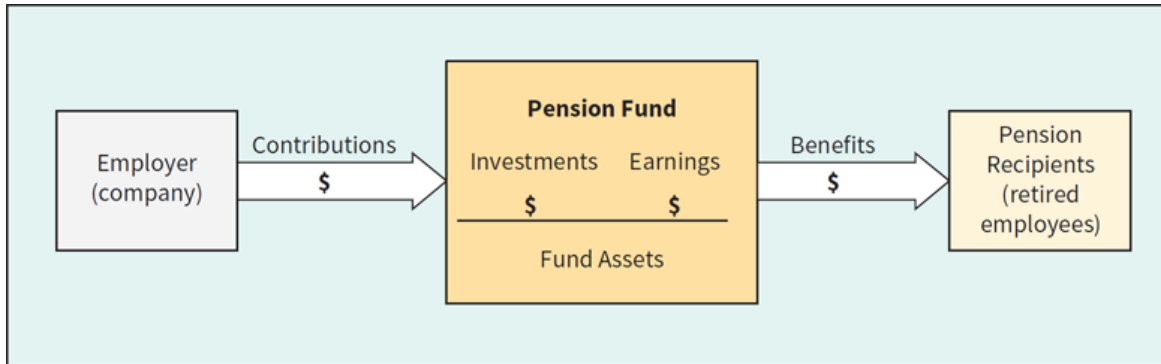 Employer
(company)
Contributions
$
Pension Fund
Investments Earnings
$ $
Fund Assets
Benefits
$
Pension
Recipients
(retired
employees)